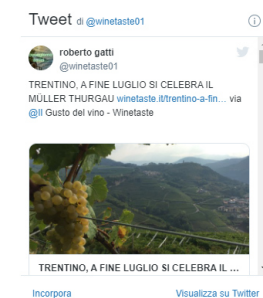 Tweet di @winetaste01
roberto gatti
@winetaste01
TRENTINO, A FINE LUGLIO SI CELEBRA IL
MÜLLER THURGAU winetaste.it/trentino-a-fin… via
@Il Gusto del vino - Winetaste
TRENTINO, A FINE LUGLIO SI CELEBRA IL ...
Incorpora
Visualizza su Twitter